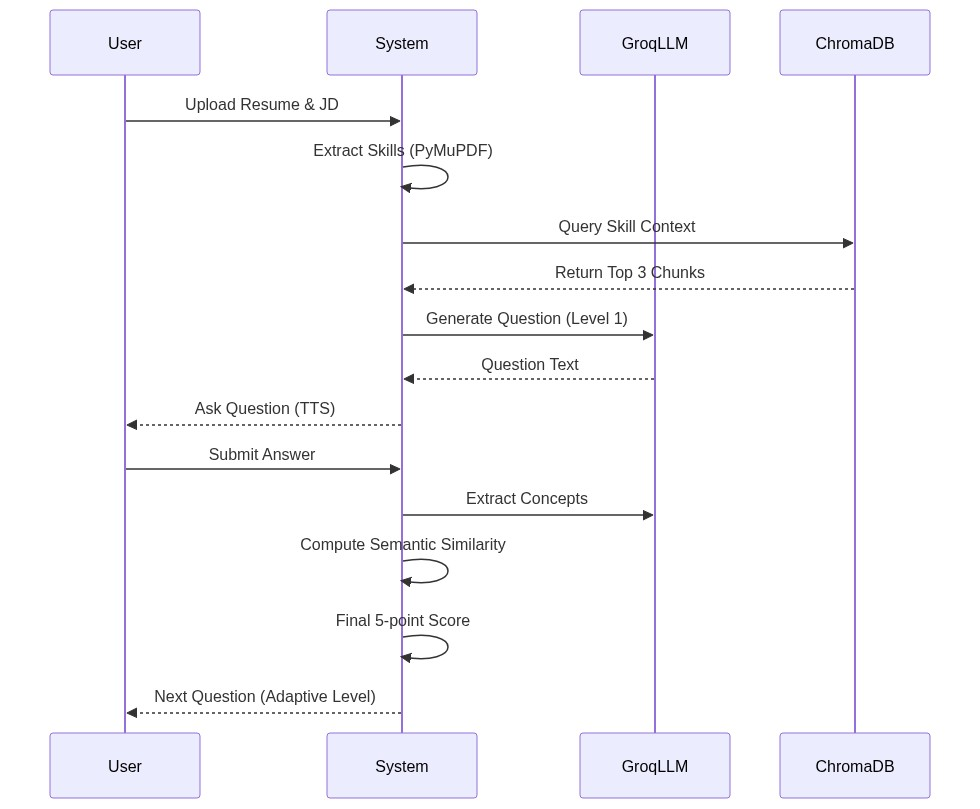 User
System
GroqLLM
ChromaDB
Upload Resume & JD
Extract Skills (PyMuPDF)
Query Skill Context
Return Top 3 Chunks
Generate Question (Level 1)
Question Text
Ask Question (TTS)
Submit Answer
Extract Concepts
Compute Semantic Similarity
Final 5-point Score
Next Question (Adaptive Level)
User
System
GroqLLM
ChromaDB